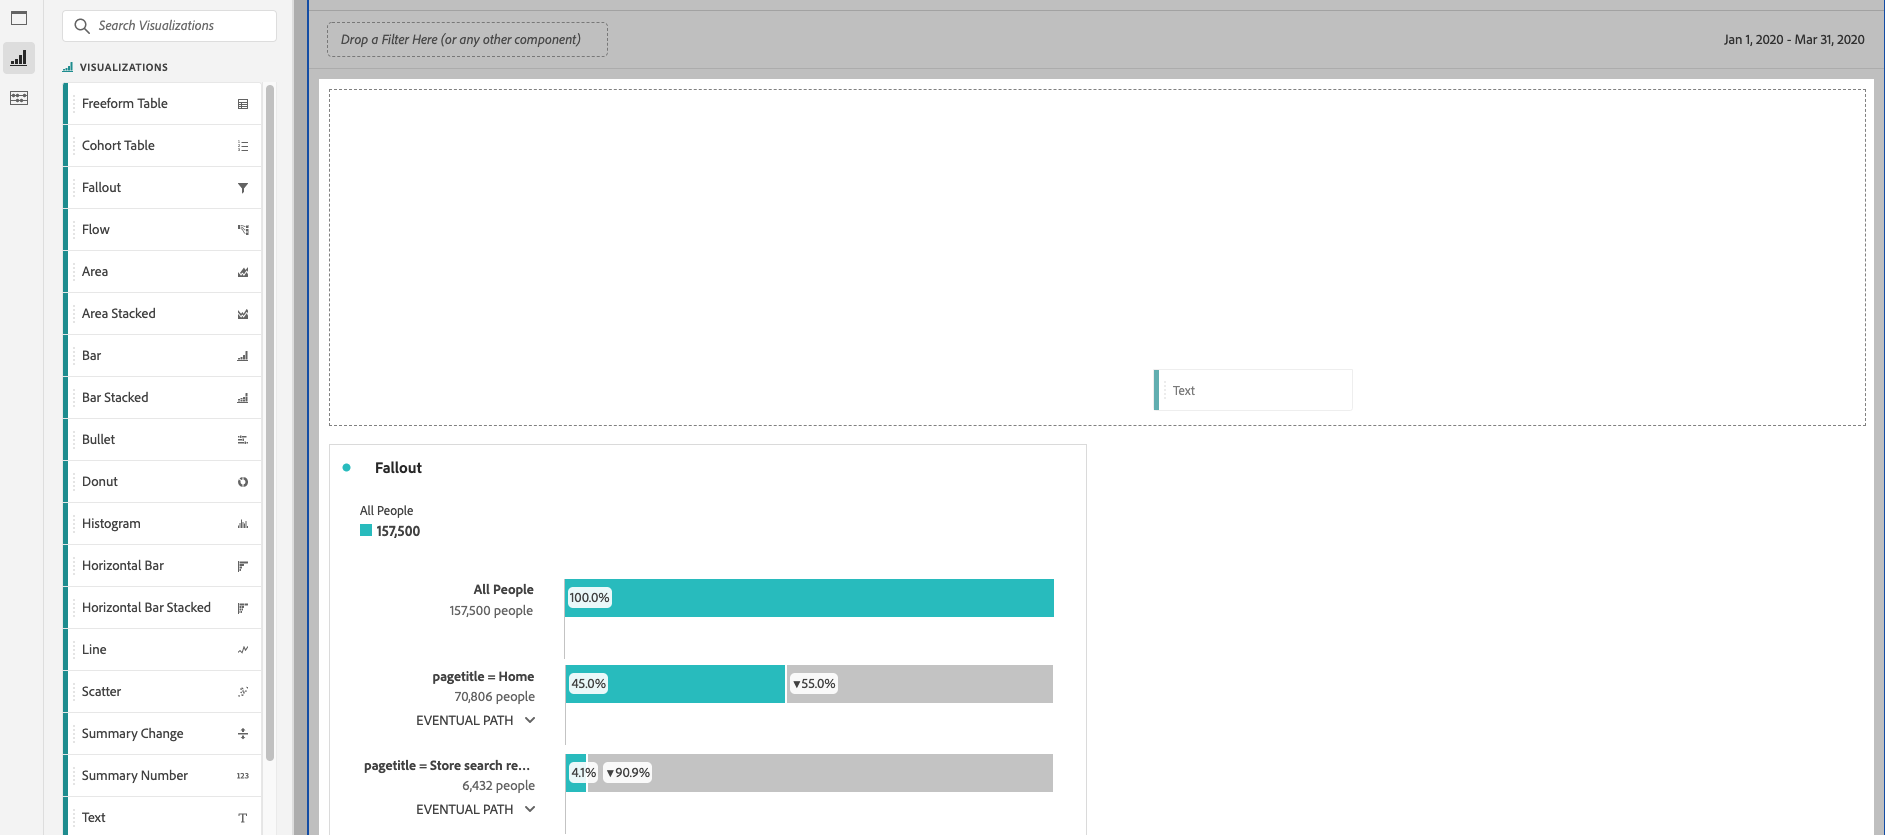 Search Visualizations
VISUALIZATIONS
Freeform Table
Cohort Table
Fallout
Flow
Area
Area Stacked
Bar
Bar Stacked
Bullet
Donut
Histogram
Horizontal Bar
Horizontal Bar Stacked
Line
Scatter
Summary Change
Summary Number 123
Text T
Drop a Filter Here (or any other component)
Jan 1, 2020 - Mar 31, 2020
Text
Fallout
All People
157,500
All People
157,500 people
100.0%
pagetitle = Home
70,806 people
EVENTUAL PATH
45.0% ▼55.0%
pagetitle = Store search re...
6,432 people
EVENTUAL PATH
4.1% ▼90.9%